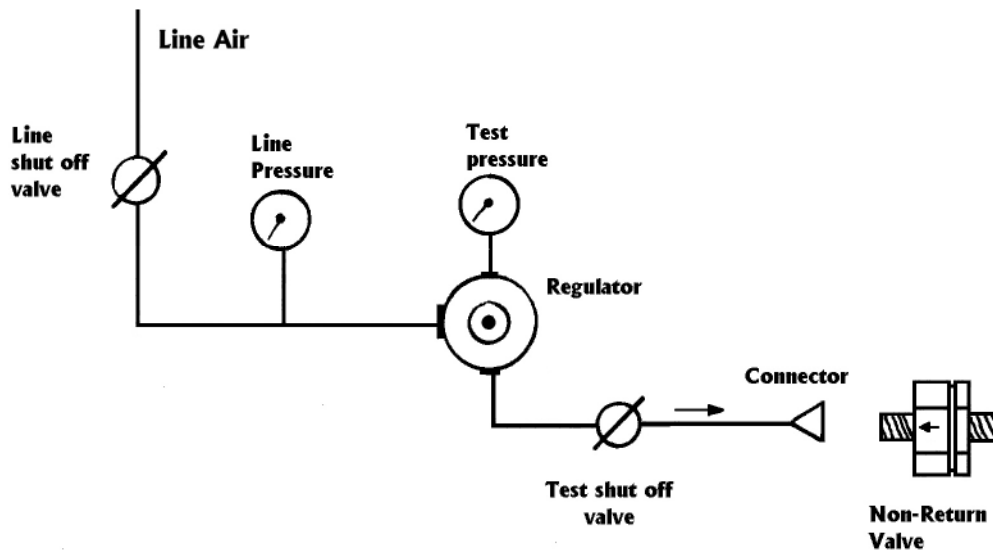 Line Air
Line
shut off
valve
Line
Pressure
Test
pressure
Regulator
Connector
Test shut off
valve
Non-Return
Valve